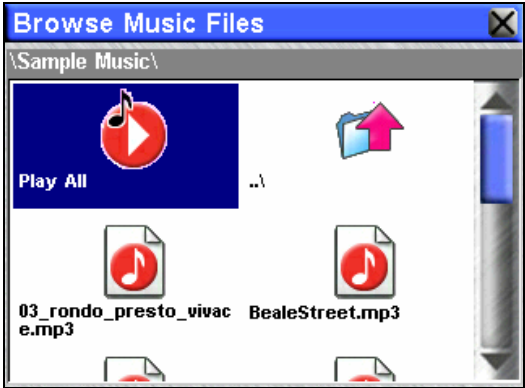 Browse Music Files
\Sample Music\
Play All
..\
03_rondo_presto_vivac
e.mp3
BealeStreet.mp3